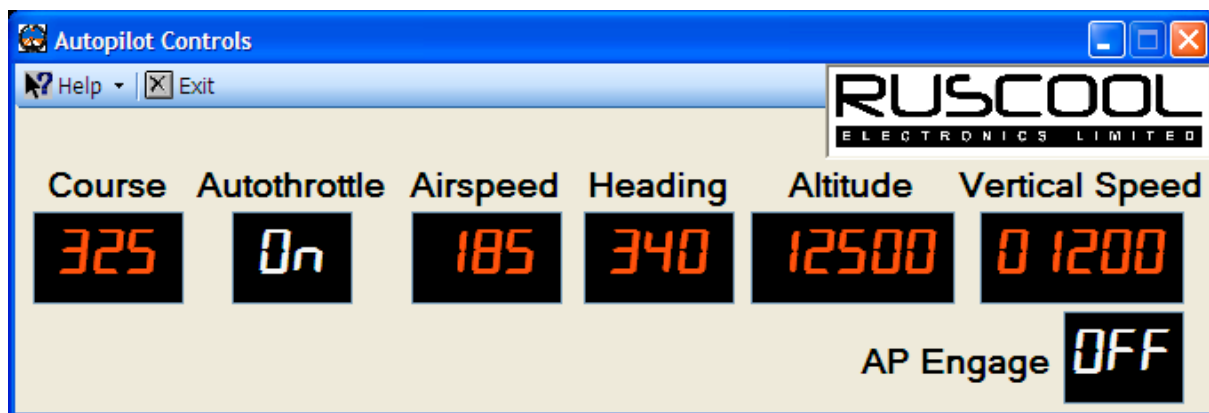 Autopilot Controls
Help Exit
RUSCOOL
ELECTRONICS LIMITED
Course Autothrottle Airspeed Heading Altitude Vertical Speed
325 On 185 340 12500 01200
AP Engage OFF